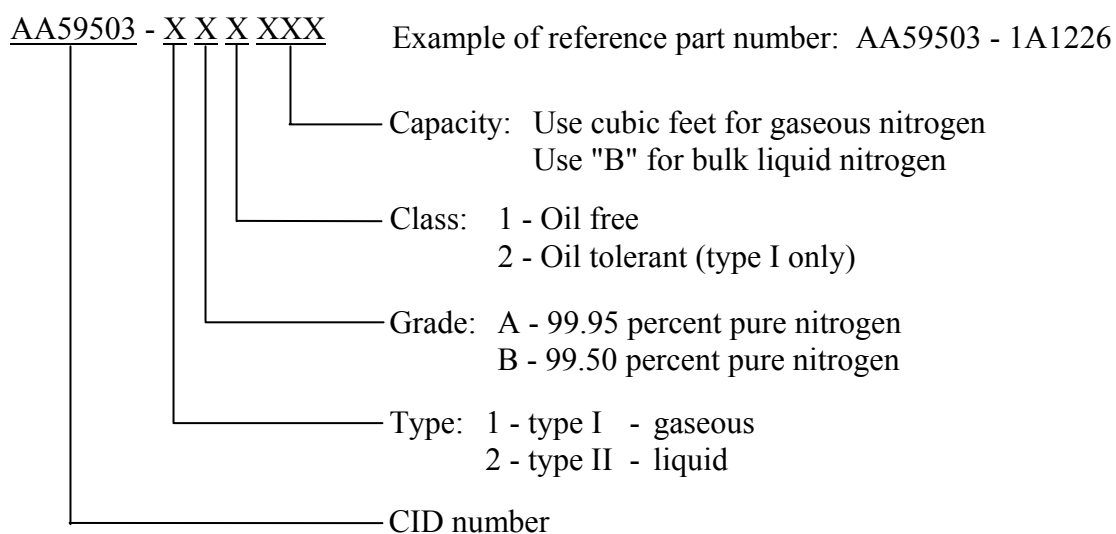 AA59503 - X X X XXX Example of reference part number: AA59503 - 1A1226
Capacity: Use cubic feet for gaseous nitrogen
Use "B" for bulk liquid nitrogen
Class: 1 - Oil free
2 - Oil tolerant (type I only)
Grade: A - 99.95 percent pure nitrogen
B - 99.50 percent pure nitrogen
Type: 1 - type I - gaseous
2 - type II - liquid
CID number